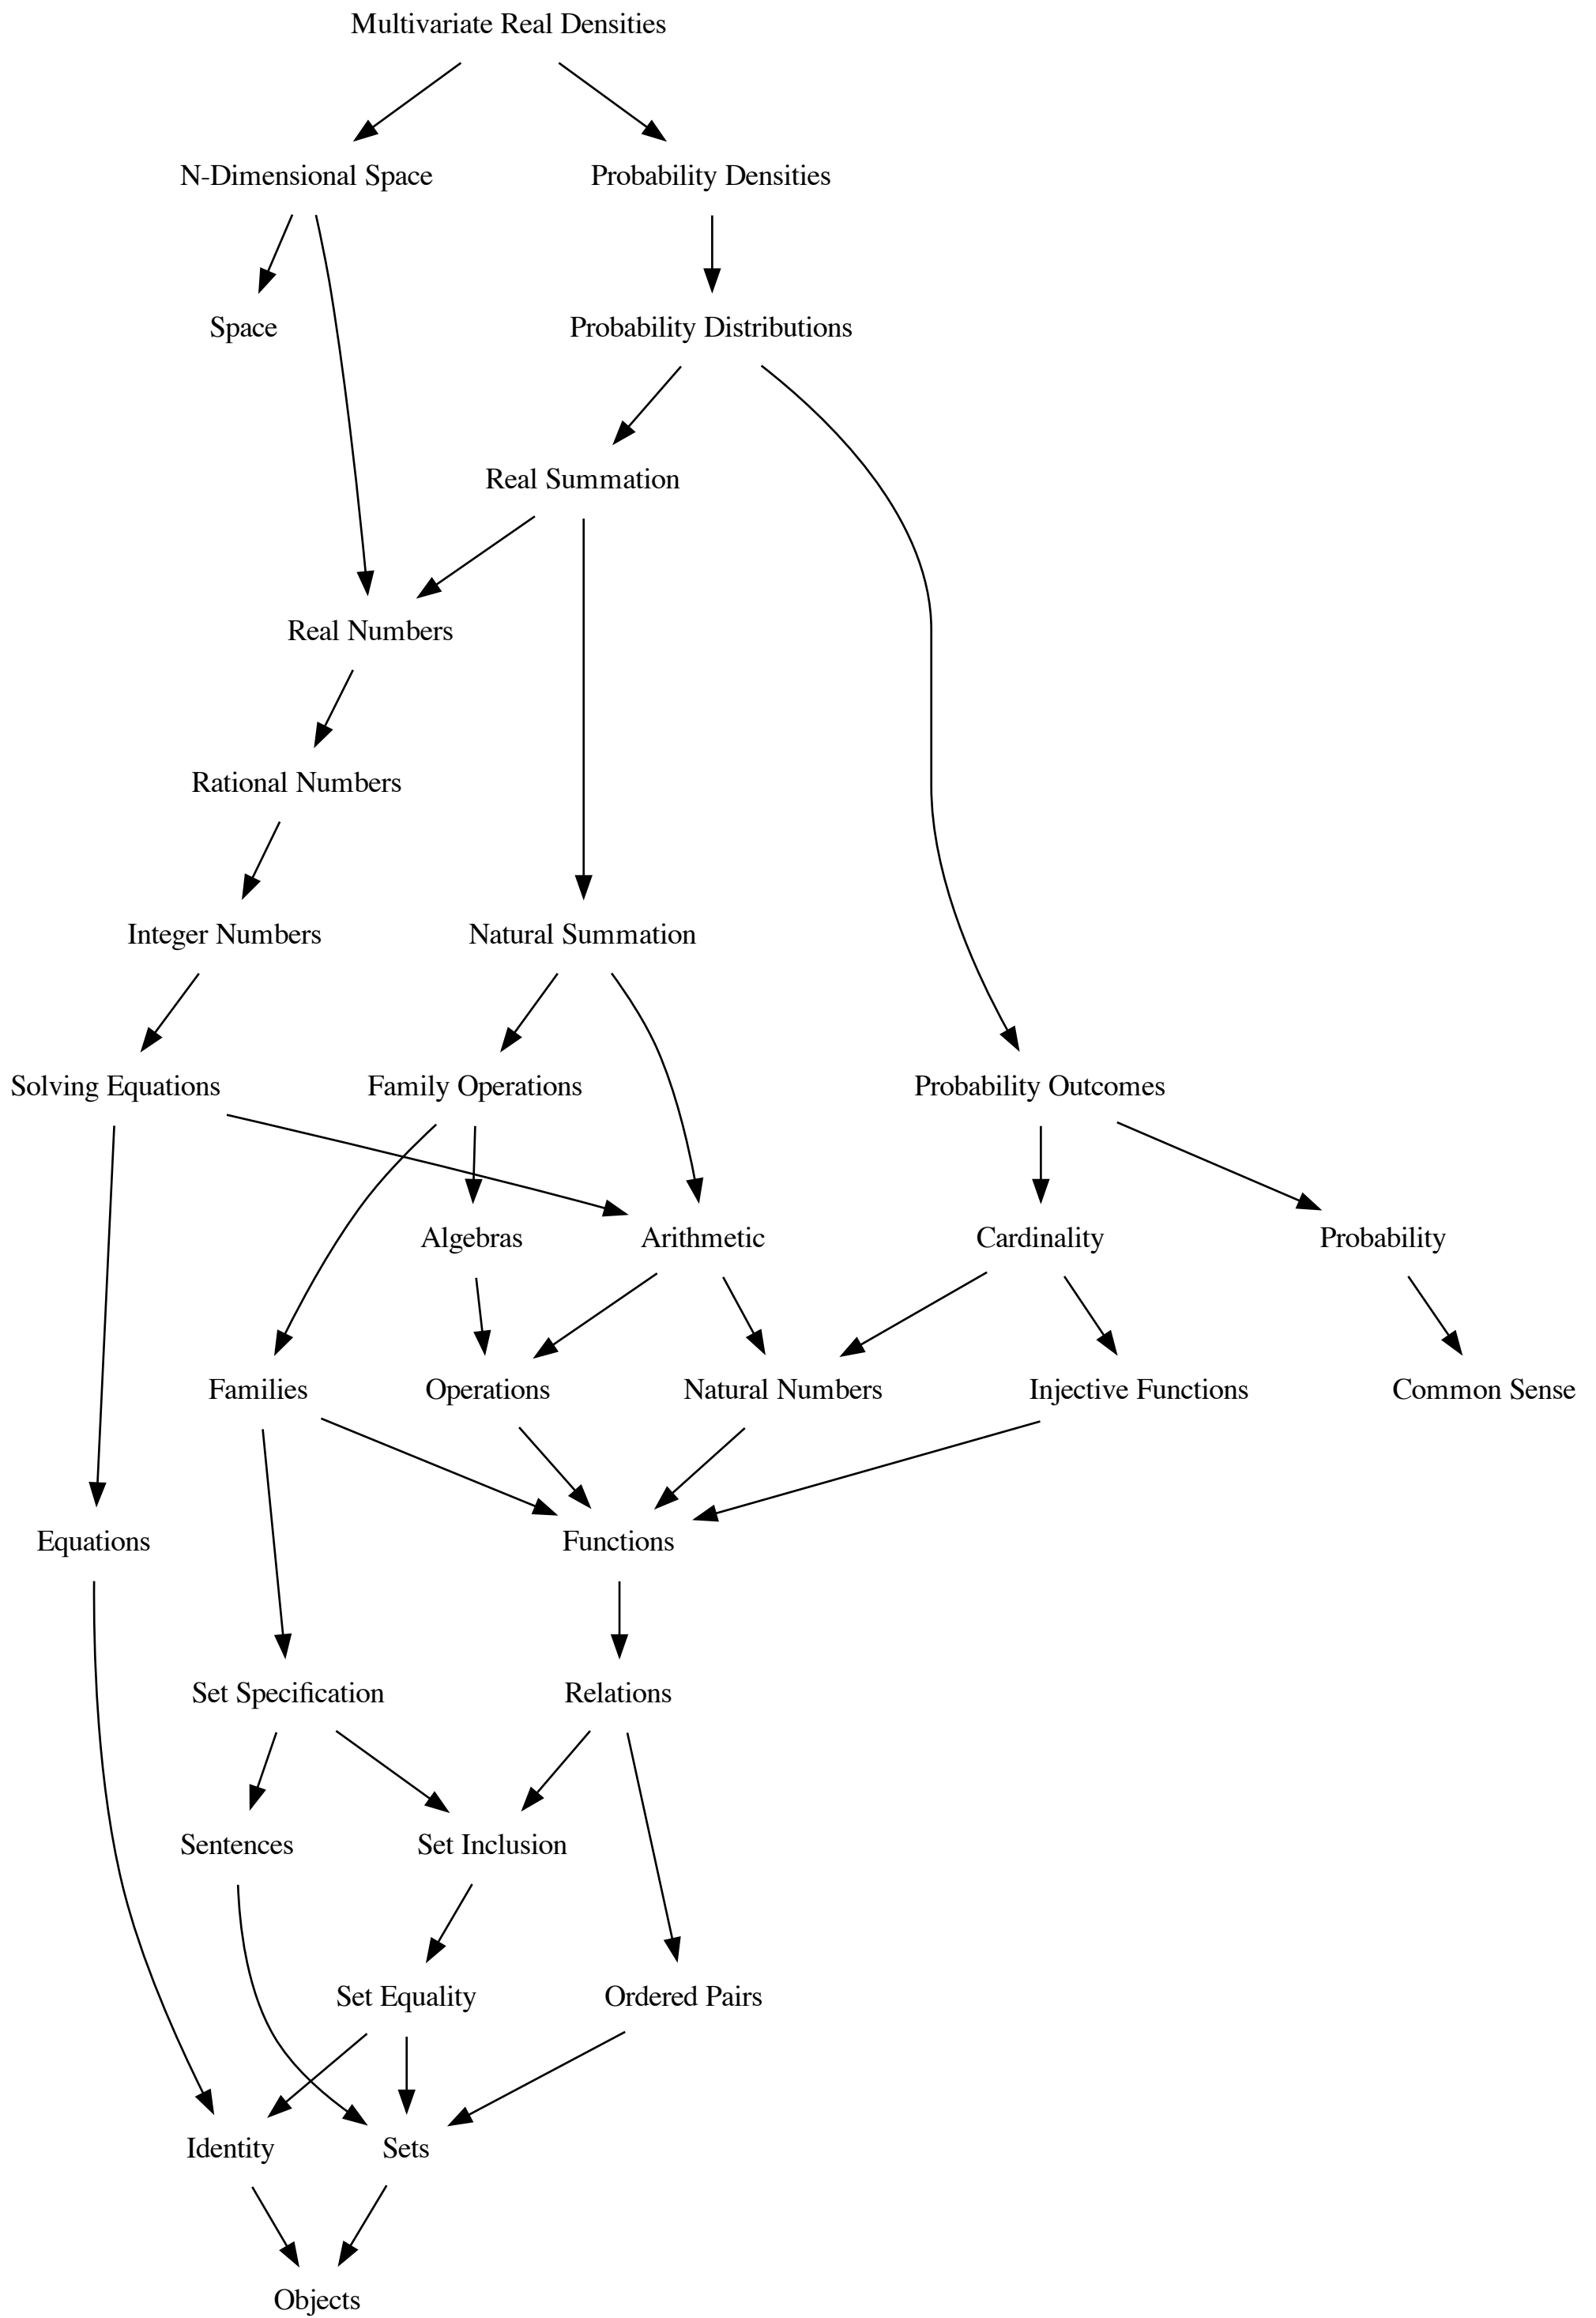 Multivariate Real Densities
N-Dimensional Space
Probability Densities
Space
Probability Distributions
Real Summation
Real Numbers
Rational Numbers
Integer Numbers
Natural Summation
Solving Equations
Family Operations
Probability Outcomes
Algebras
Arithmetic
Cardinality
Probability
Families
Operations
Natural Numbers
Injective Functions
Common Sense
Equations
Functions
Set Specification
Relations
Sentences
Set Inclusion
Set Equality
Ordered Pairs
Identity
Sets
Objects